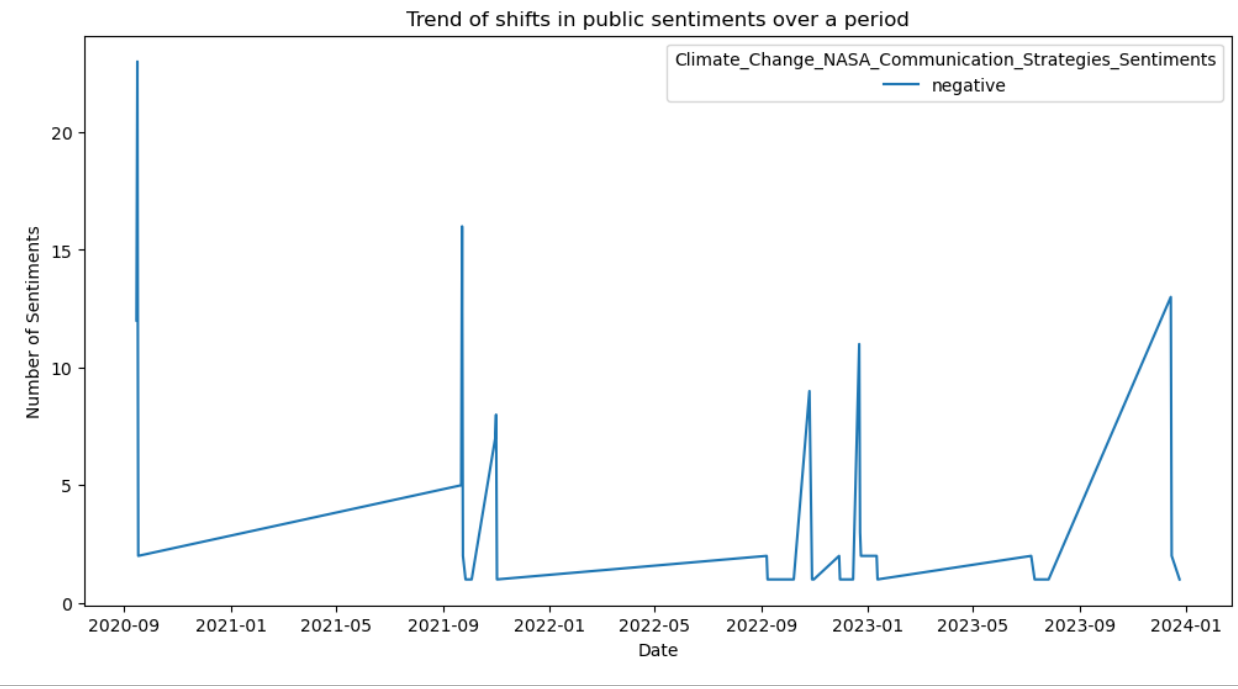 Trend of shifts in public sentiments over a period
Climate_Change_NASA_Communication_Strategies_Sentiments
negative
Number of Sentiments
20
15
10
5
0
2020-09 2021-01 2021-05 2021-09 2022-01 2022-05 2022-09 2023-01 2023-05 2023-09 2024-01
Date